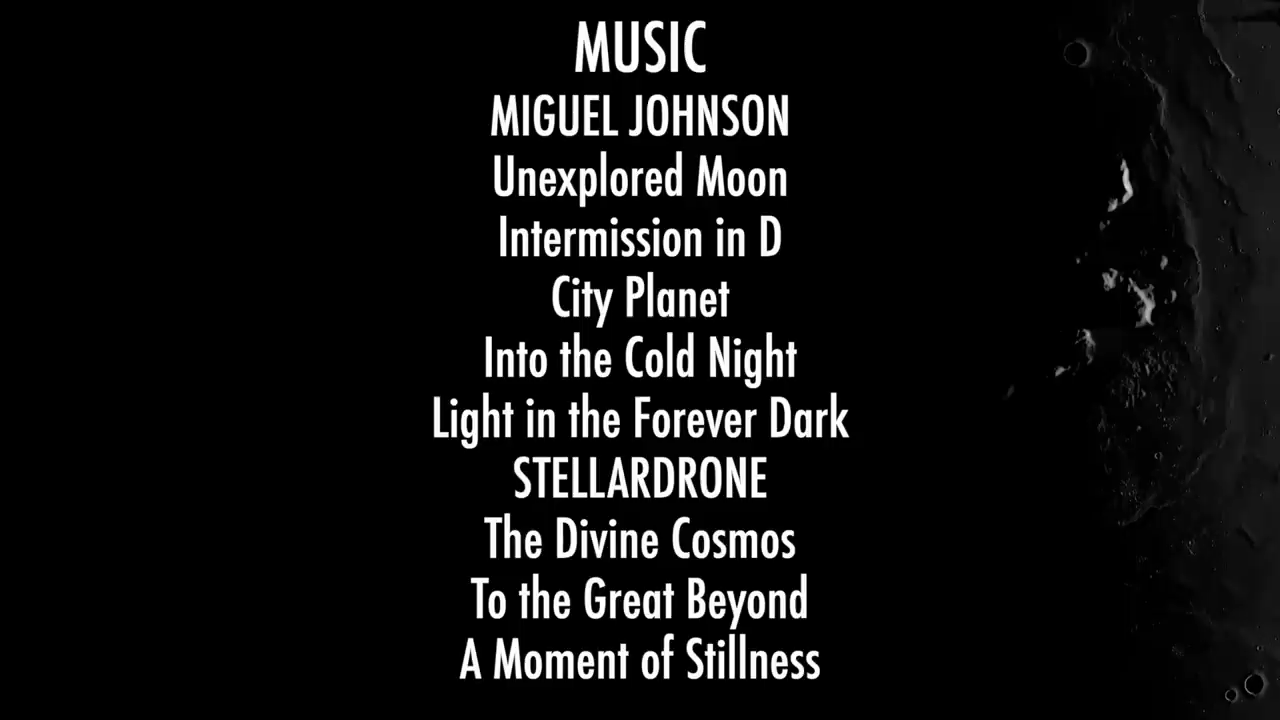 MUSIC
MIGUEL JOHNSON
Unexplored Moon
Intermission in D
City Planet
Into the Cold Night
Light in the Forever Dark
STELLARDRONE
The Divine Cosmos
To the Great Beyond
A Moment of Stillness